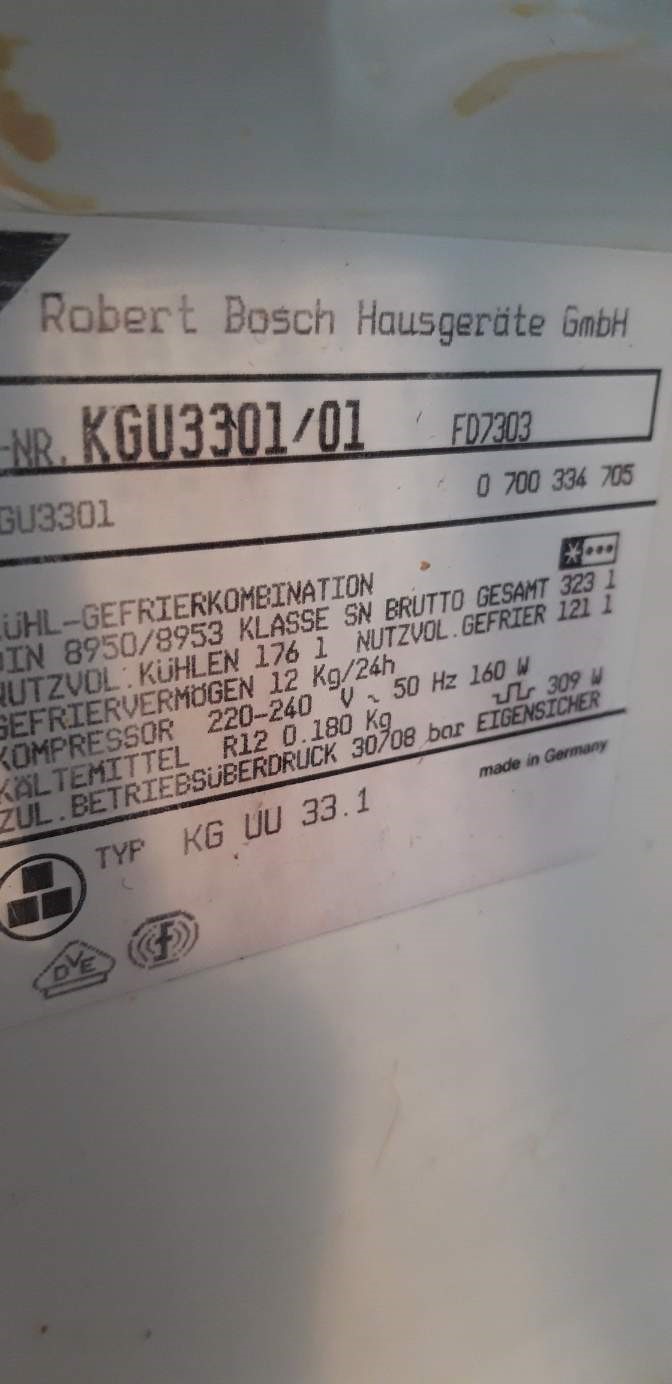 Robert Bosch Hausgeräte GmbH
-NR. KGU3301/01 FD7303
GU3301 0 700 334 705
ÜHL-GEFRIERKOMBINATION
DIN 8950/8953 KLASSE SN BRUTTO GESAMT 323 l
NUTZVOL.KÜHLEN 176 l NUTZVOL.GEFRIER 121 l
GEFRIERVERMÖGEN 12 Kg/24h
KOMPRESSOR 220-240 V ~ 50 Hz 160 W
KÄLTEMITTEL R12 0.180 Kg 309 W
ZUL.BETRIEBSÜBERDRUCK 30/08 bar EIGENSICHER
made in Germany
TYP KG UU 33.1
DVE